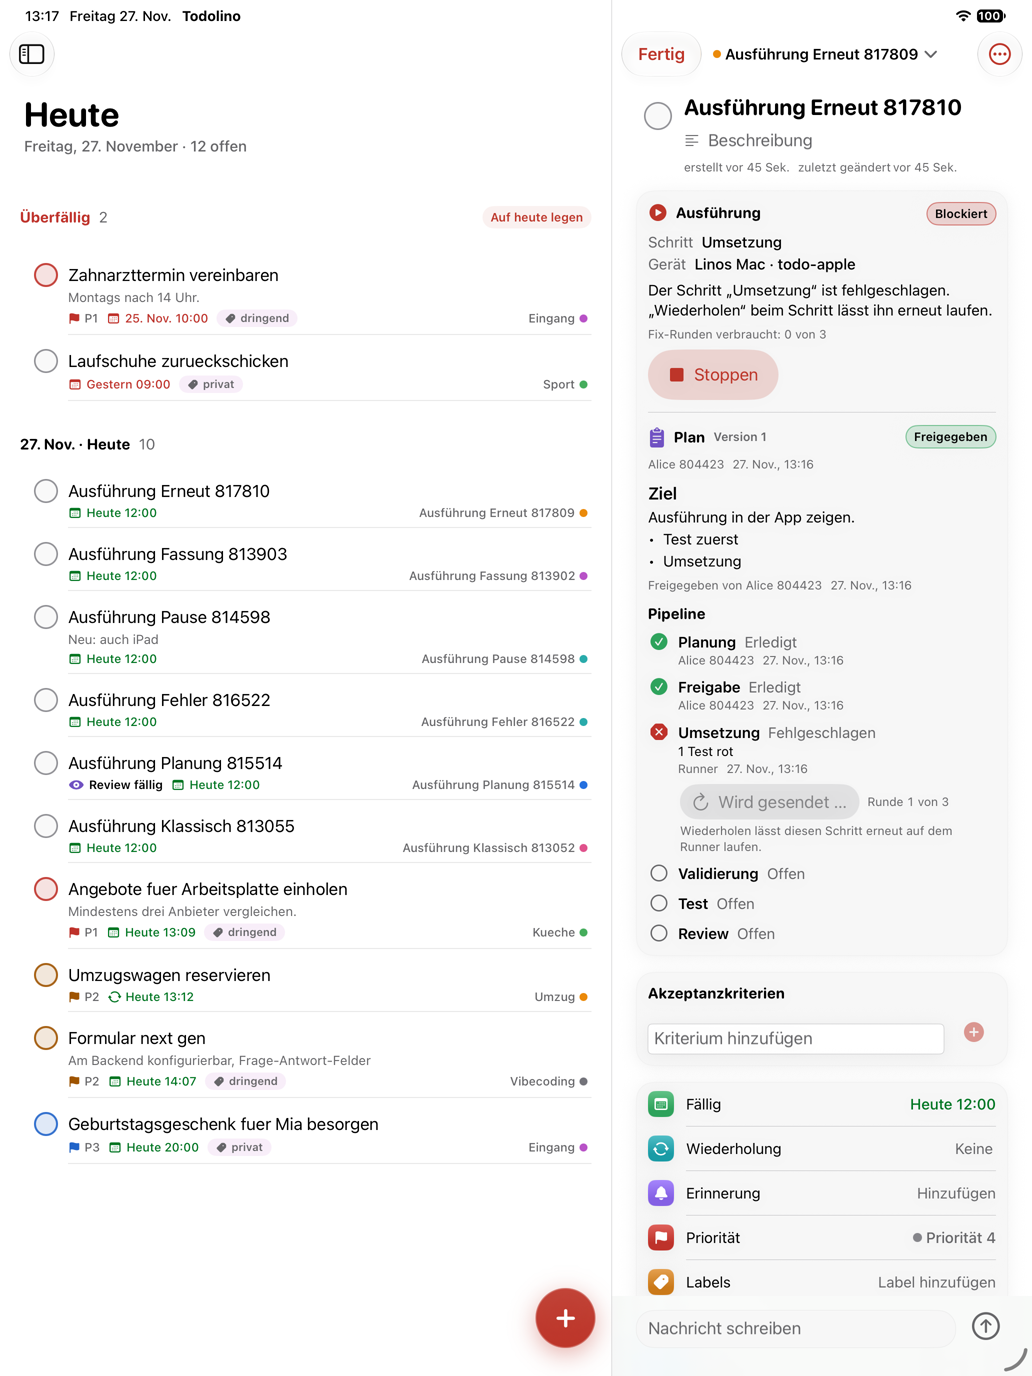 13:17 Freitag 27. Nov. Todolino
100
Heute
Freitag, 27. November · 12 offen
Überfällig 2
Auf heute legen
Zahnarzttermin vereinbaren
Montags nach 14 Uhr.
P1 25. Nov. 10:00 dringend
Eingang
Laufschuhe zurueckschicken
Gestern 09:00 privat
Sport
27. Nov. · Heute 10
Ausführung Erneut 817810
Heute 12:00
Ausführung Erneut 817809
Ausführung Fassung 813903
Heute 12:00
Ausführung Fassung 813902
Ausführung Pause 814598
Neu: auch iPad
Heute 12:00
Ausführung Pause 814598
Ausführung Fehler 816522
Heute 12:00
Ausführung Fehler 816522
Ausführung Planung 815514
Review fällig Heute 12:00
Ausführung Planung 815514
Ausführung Klassisch 813055
Heute 12:00
Ausführung Klassisch 813052
Angebote fuer Arbeitsplatte einholen
Mindestens drei Anbieter vergleichen.
P1 Heute 13:09 dringend
Kueche
Umzugswagen reservieren
P2 Heute 13:12
Umzug
Formular next gen
Am Backend konfigurierbar, Frage-Antwort-Felder
P2 Heute 14:07 dringend
Vibecoding
Geburtstagsgeschenk fuer Mia besorgen
P3 Heute 20:00 privat
Eingang
Fertig
Ausführung Erneut 817809
Ausführung Erneut 817810
Beschreibung
erstellt vor 45 Sek. zuletzt geändert vor 45 Sek.
Ausführung
Blockiert
Schritt Umsetzung
Gerät Linos Mac · todo-apple
Der Schritt „Umsetzung“ ist fehlgeschlagen.
„Wiederholen“ beim Schritt lässt ihn erneut laufen.
Fix-Runden verbraucht: 0 von 3
Stoppen
Plan Version 1
Freigegeben
Alice 804423 27. Nov., 13:16
Ziel
Ausführung in der App zeigen.
• Test zuerst
• Umsetzung
Freigegeben von Alice 804423 27. Nov., 13:16
Pipeline
Planung Erledigt
Alice 804423 27. Nov., 13:16
Freigabe Erledigt
Alice 804423 27. Nov., 13:16
Umsetzung Fehlgeschlagen
1 Test rot
Runner 27. Nov., 13:16
Wird gesendet ...
Runde 1 von 3
Wiederholen lässt diesen Schritt erneut auf dem
Runner laufen.
Validierung Offen
Test Offen
Review Offen
Akzeptanzkriterien
Kriterium hinzufügen
Fällig
Heute 12:00
Wiederholung
Keine
Erinnerung
Hinzufügen
Priorität
Priorität 4
Labels
Label hinzufügen
Nachricht schreiben